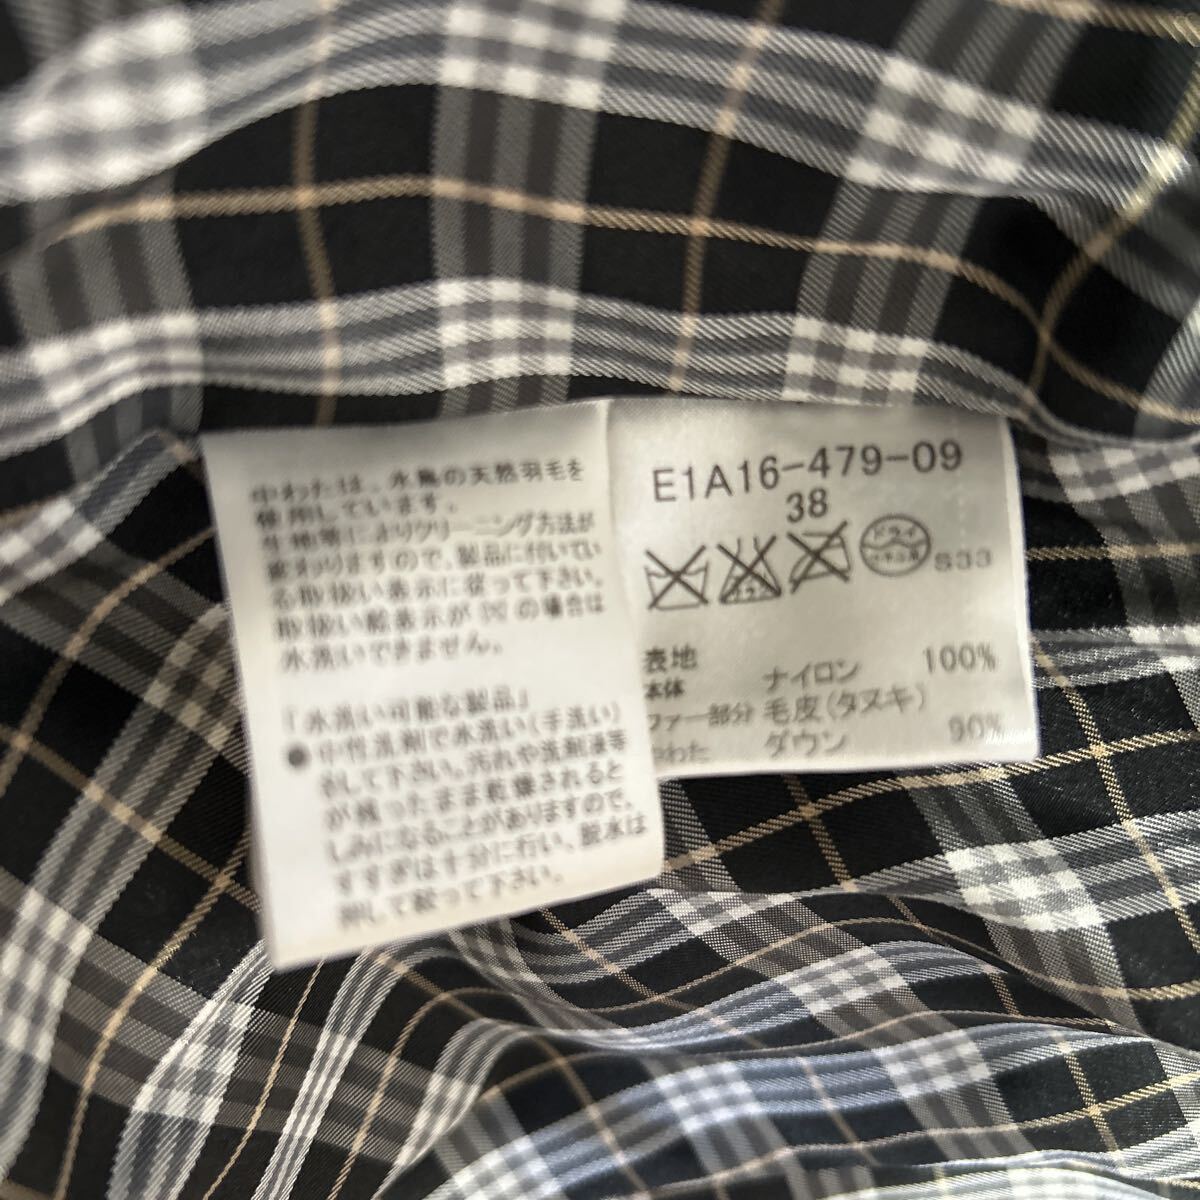 中わたは、水鳥の天然羽毛を
使用しています。
生機等によりクリーニング方法が
変わりますので、製品に付いてい
る取扱い表示に従って下さい。
取扱い絵表示が の場合は
水洗いできません。
「水洗い可能な製品」
●中性洗剤で水洗い(手洗い)
をして下さい。汚れや洗剤液等
が残ったまま乾燥されると
しみになることがありますので、
すすぎは十分に行い、脱水は
押して絞って下さい。
E1A16-479-09
38
ドライ
S33
表地
本体 ナイロン 100%
ファー部分 毛皮(タヌキ)
中わた ダウン 90%